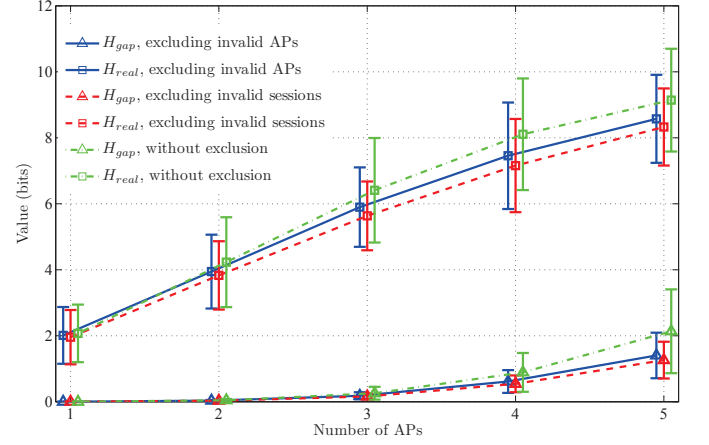 12
10
8
6
4
2
0
Value (bits)
H_gap, excluding invalid APs
H_real, excluding invalid APs
H_gap, excluding invalid sessions
H_real, excluding invalid sessions
H_gap, without exclusion
H_real, without exclusion
1 2 3 4 5
Number of APs